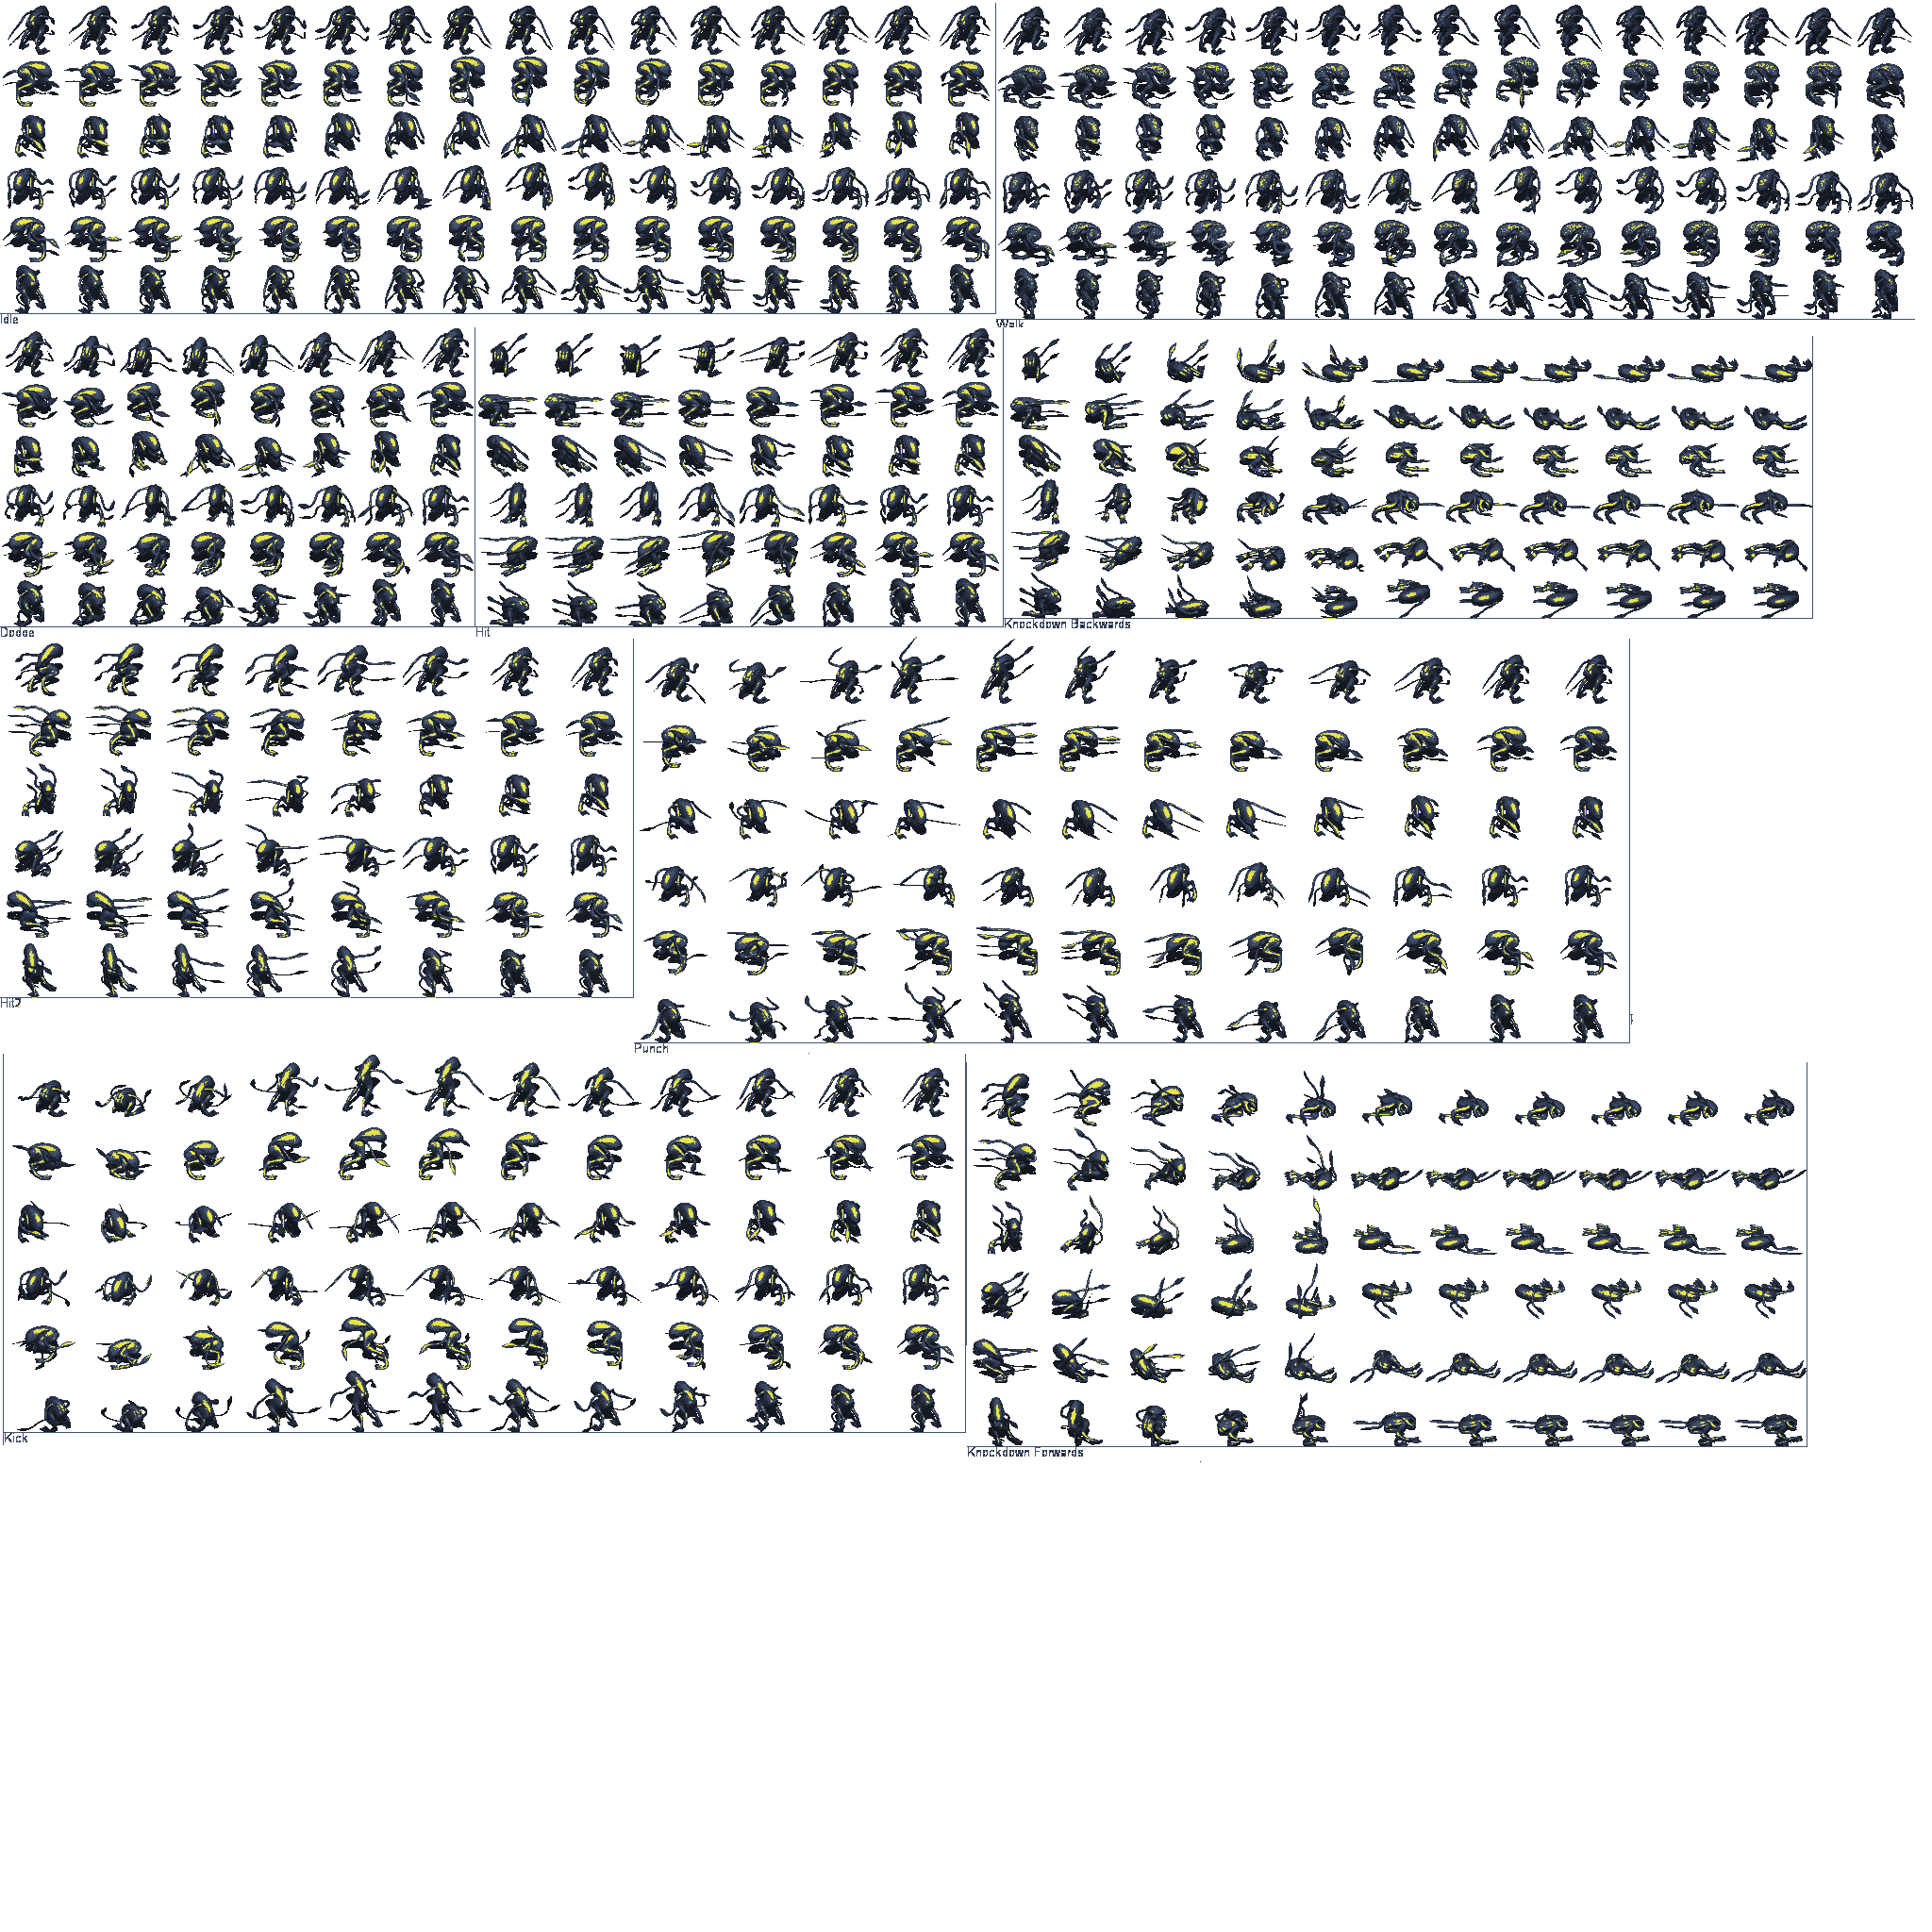 Idle
Walk
Dodge
Hit
Knockdown Backwards
Hit2
Punch
Kick
Knockdown Forwards